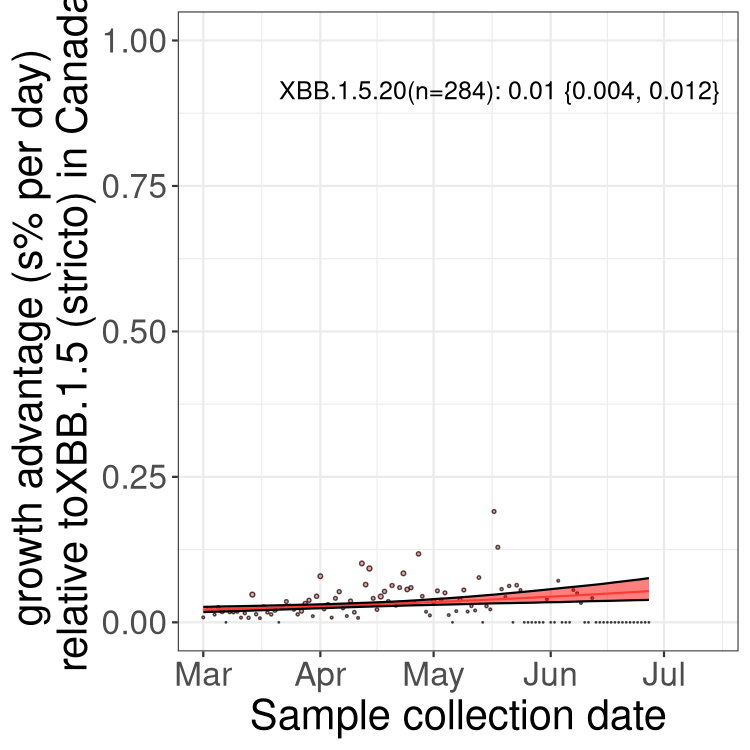 growth advantage (s% per day)
relative toXBB.1.5 (stricto) in Canada
1.00
0.75
0.50
0.25
0.00
XBB.1.5.20(n=284): 0.01 {0.004, 0.012}
Mar Apr May Jun Jul
Sample collection date